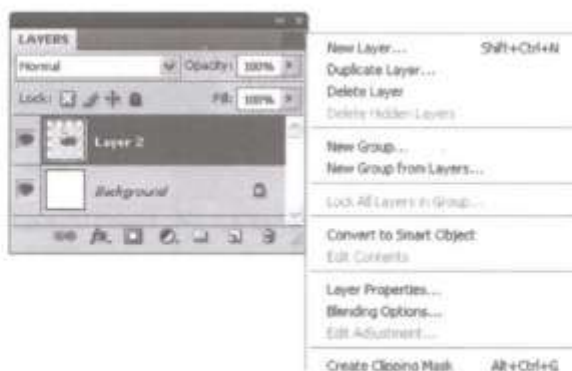 LAYERS
Normal Opacity: 100%
Lock: Fill: 100%
Layer 2
Background
fx.
New Layer... Shift+Ctrl+N
Duplicate Layer...
Delete Layer
Delete Hidden Layers
New Group...
New Group from Layers...
Lock All Layers in Group...
Convert to Smart Object
Edit Contents
Layer Properties...
Blending Options...
Edit Adjustment...
Create Clipping Mask Alt+Ctrl+G